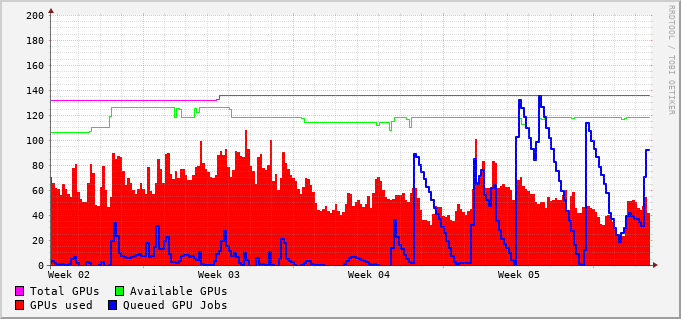 200
180
160
140
120
100
80
60
40
20
0
Week 02 Week 03 Week 04 Week 05
Total GPUs Available GPUs
GPUs used Queued GPU Jobs
RRDTOOL / TOBI OETIKER